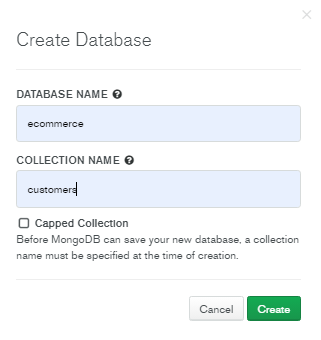 Create Database
DATABASE NAME
ecommerce
COLLECTION NAME
customers
Capped Collection
Before MongoDB can save your new database, a collection
name must be specified at the time of creation.
Cancel Create